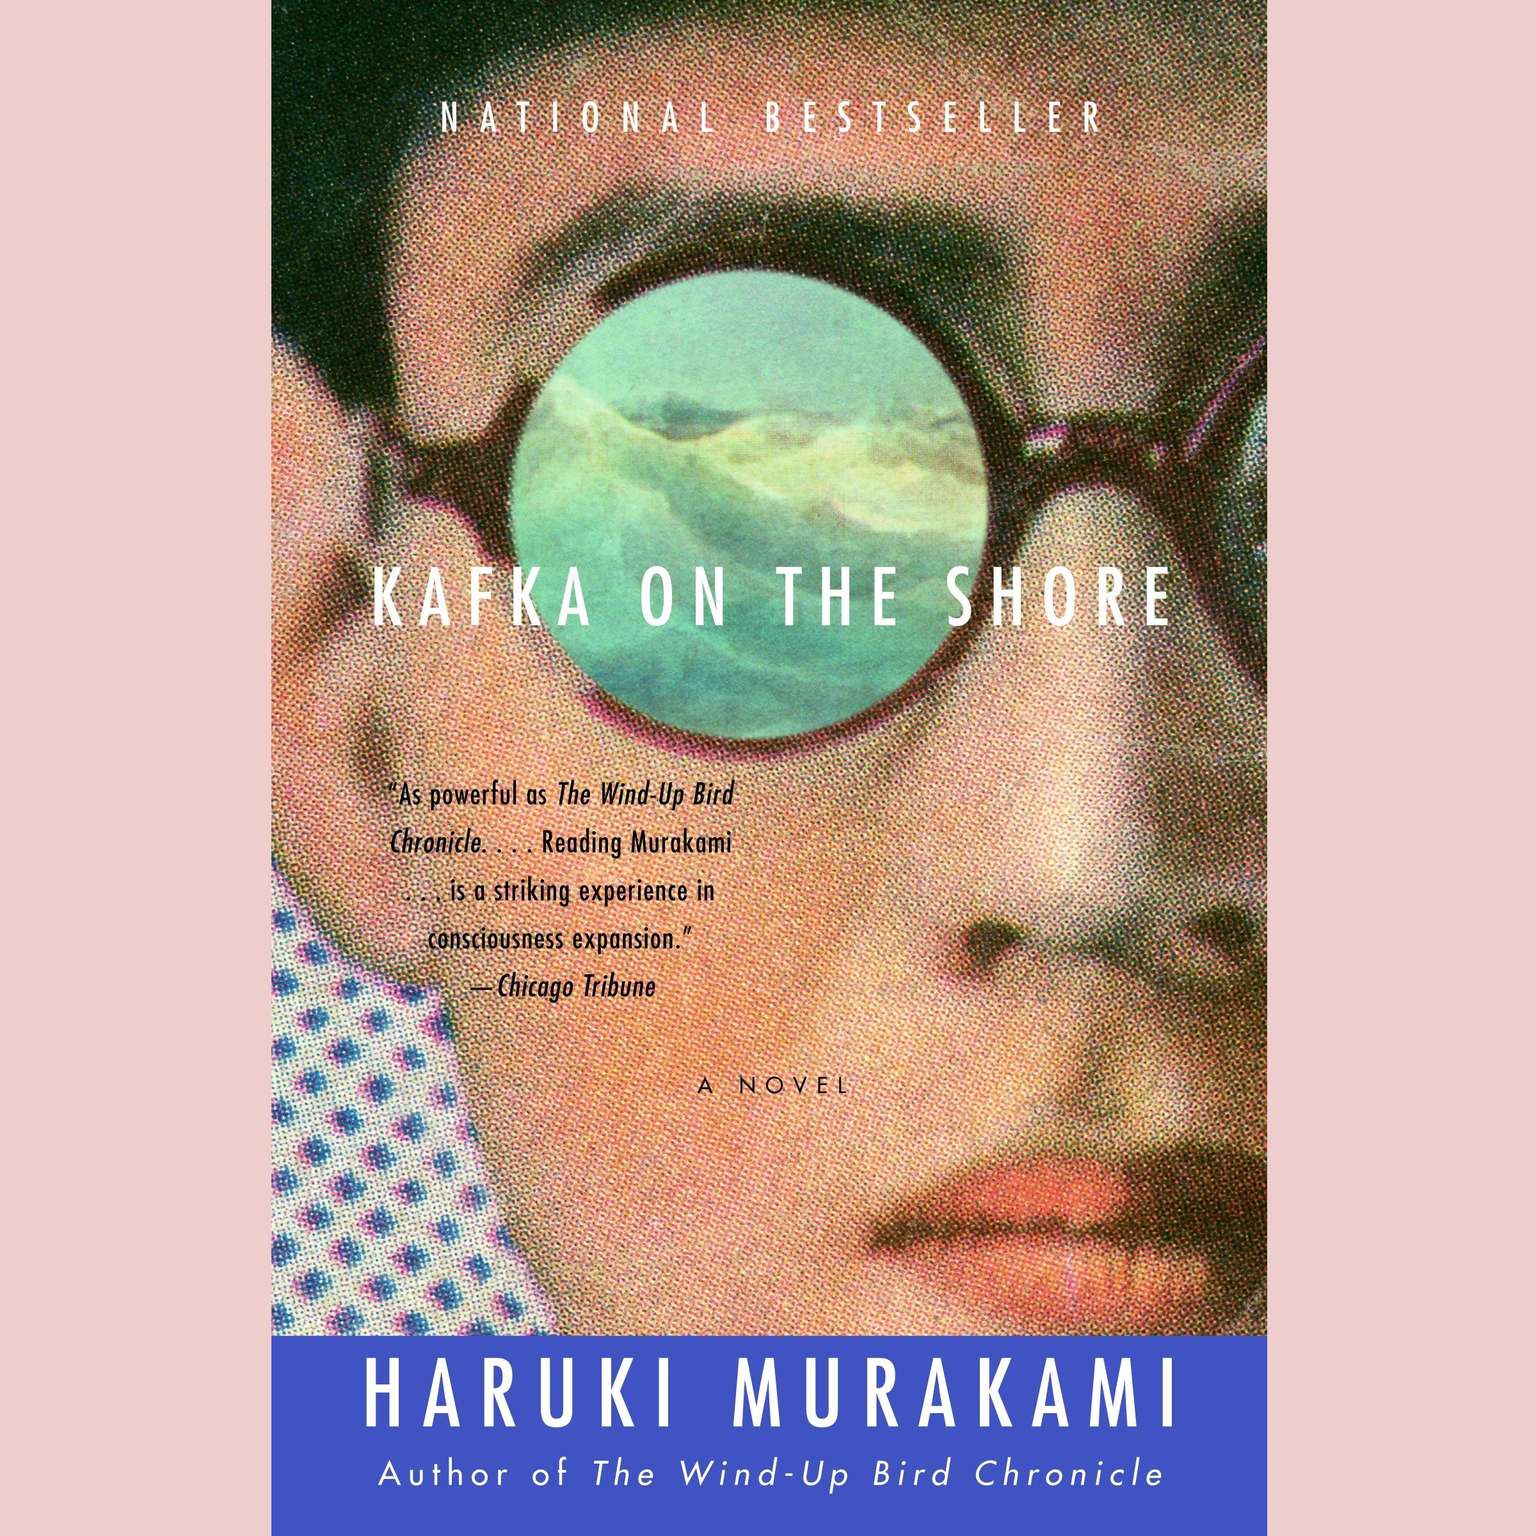 NATIONAL BESTSELLER
KAFKA ON THE SHORE
“As powerful as The Wind-Up Bird
Chronicle. . . . Reading Murakami
. . . is a striking experience in
consciousness expansion.”
—Chicago Tribune
A NOVEL
HARUKI MURAKAMI
Author of The Wind-Up Bird Chronicle